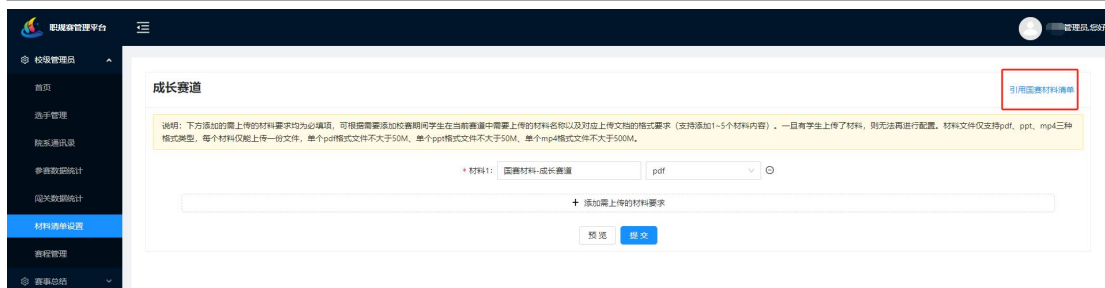 职规赛管理平台
管理员,您好
校级管理员
首页
选手管理
院系通讯录
参赛数据统计
闯关数据统计
材料清单设置
赛程管理
赛事总结
成长赛道
引用国赛材料清单
说明：下方添加的需上传的材料要求均为必填项，可根据需要添加校赛期间学生在当前赛道中需要上传的材料名称以及对应上传文档的格式要求（支持添加1~5个材料内容）。一旦有学生上传了材料，则无法再进行配置。材料文件仅支持pdf、ppt、mp4三种
格式类型，每个材料仅能上传一份文件，单个pdf格式文件不大于50M、单个ppt格式文件不大于50M、单个mp4格式文件不大于500M。
* 材料1: 国赛材料-成长赛道 pdf
+ 添加需上传的材料要求
预览 提交